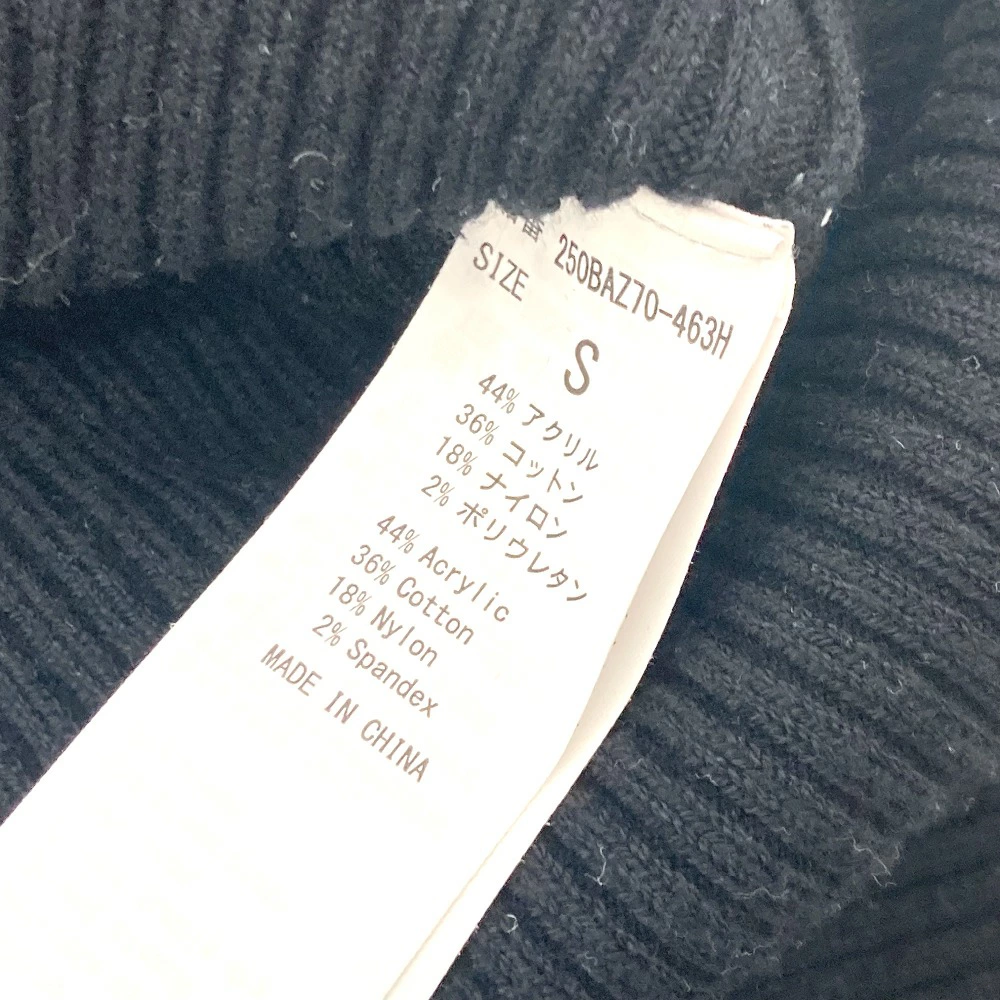 番 250BAZ70-463H
SIZE
S
44% アクリル
36% コットン
18% ナイロン
2% ポリウレタン
44% Acrylic
36% Cotton
18% Nylon
2% Spandex
MADE IN CHINA